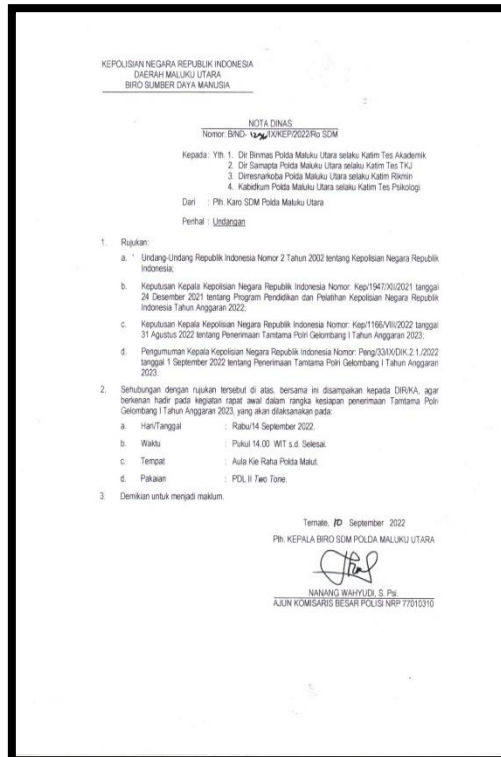 KEPOLISIAN NEGARA REPUBLIK INDONESIA
DAERAH MALUKU UTARA
BIRO SUMBER DAYA MANUSIA
NOTA DINAS
Nomor: B/ND- /IX/KEP/2022/Ro SDM
Kepada : Yth. 1. Dir Binmas Polda Maluku Utara selaku Katim Tes Akademik
2. Dir Samapta Polda Maluku Utara selaku Katim Tes TKJ
3. Dirresnarkoba Polda Maluku Utara selaku Katim Rikmin
4. Kabidkum Polda Maluku Utara selaku Katim Tes Psikologi
Dari : Plh. Karo SDM Polda Maluku Utara
Perihal : Undangan
1. Rujukan:
a. Undang-Undang Republik Indonesia Nomor 2 Tahun 2002 tentang Kepolisian Negara Republik
Indonesia;
b. Keputusan Kepala Kepolisian Negara Republik Indonesia Nomor: Kep/1947/XII/2021 tanggal
24 Desember 2021 tentang Program Pendidikan dan Pelatihan Kepolisian Negara Republik
Indonesia Tahun Anggaran 2022;
c. Keputusan Kepala Kepolisian Negara Republik Indonesia Nomor: Kep/1166/VIII/2022 tanggal
31 Agustus 2022 tentang Penerimaan Tamtama Polri Gelombang I Tahun Anggaran 2023;
d. Pengumuman Kepala Kepolisian Negara Republik Indonesia Nomor: Peng/33/IX/DIK.2.1./2022
tanggal 1 September 2022 tentang Penerimaan Tamtama Polri Gelombang I Tahun Anggaran
2023.
2. Sehubungan dengan rujukan tersebut di atas, bersama ini disampaikan kepada DIR/KA, agar
berkenan hadir pada kegiatan rapat awal dalam rangka kesiapan penerimaan Tamtama Polri
Gelombang I Tahun Anggaran 2023, yang akan dilaksanakan pada:
a. Hari/Tanggal : Rabu/14 September 2022.
b. Waktu : Pukul 14.00 WIT s.d. Selesai.
c. Tempat : Aula Kie Raha Polda Malut.
d. Pakaian : PDL II Two Tone.
3. Demikian untuk menjadi maklum.
Ternate, 10 September 2022
Plh. KEPALA BIRO SDM POLDA MALUKU UTARA
NANANG WAHYUDI, S. Psi.
AJUN KOMISARIS BESAR POLISI NRP 77010310